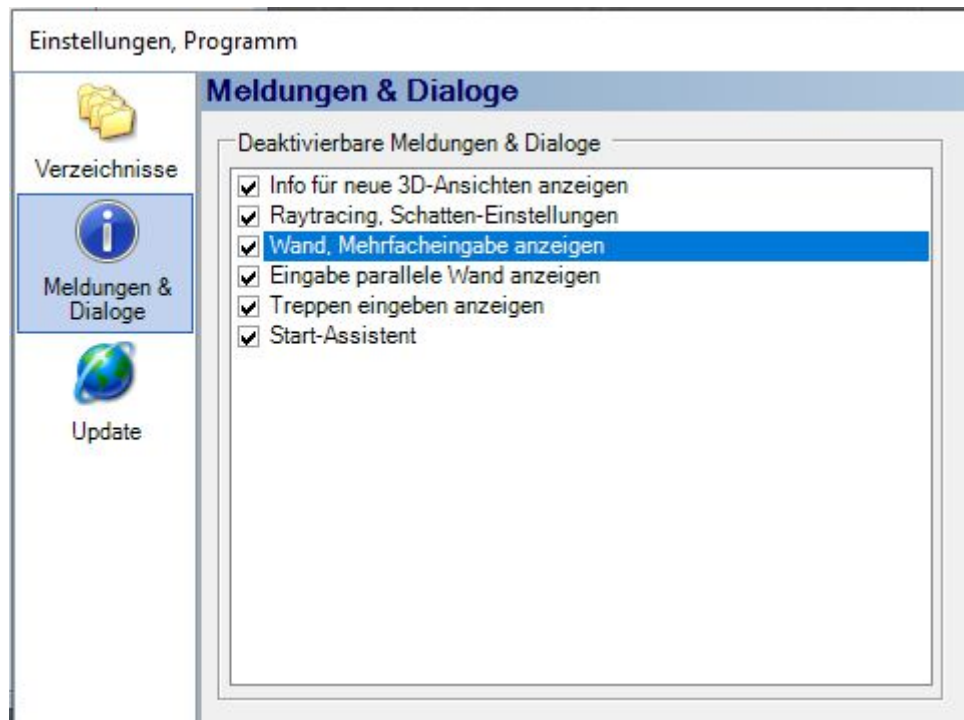 Einstellungen, Programm
Verzeichnisse
Meldungen &
Dialoge
Update
Meldungen & Dialoge
Deaktivierbare Meldungen & Dialoge
Info für neue 3D-Ansichten anzeigen
Raytracing, Schatten-Einstellungen
Wand, Mehrfacheingabe anzeigen
Eingabe parallele Wand anzeigen
Treppen eingeben anzeigen
Start-Assistent